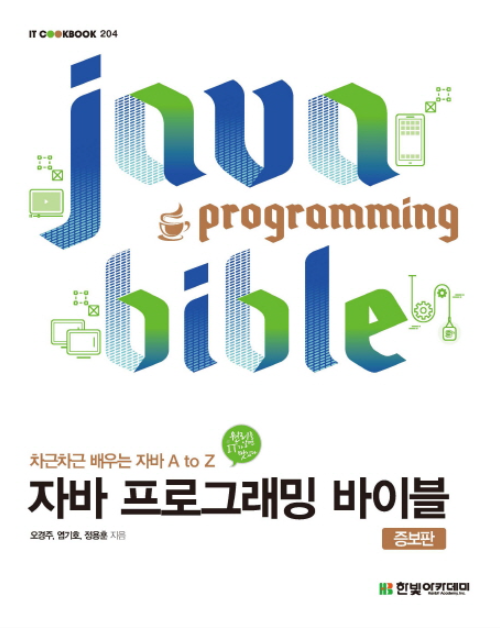 IT COOKBOOK 204
java
programming
bible
차근차근 배우는 자바 A to Z
자바 프로그래밍 바이블
오경주, 염기호, 정용훈 지음
증보판
HB 한빛아카데미